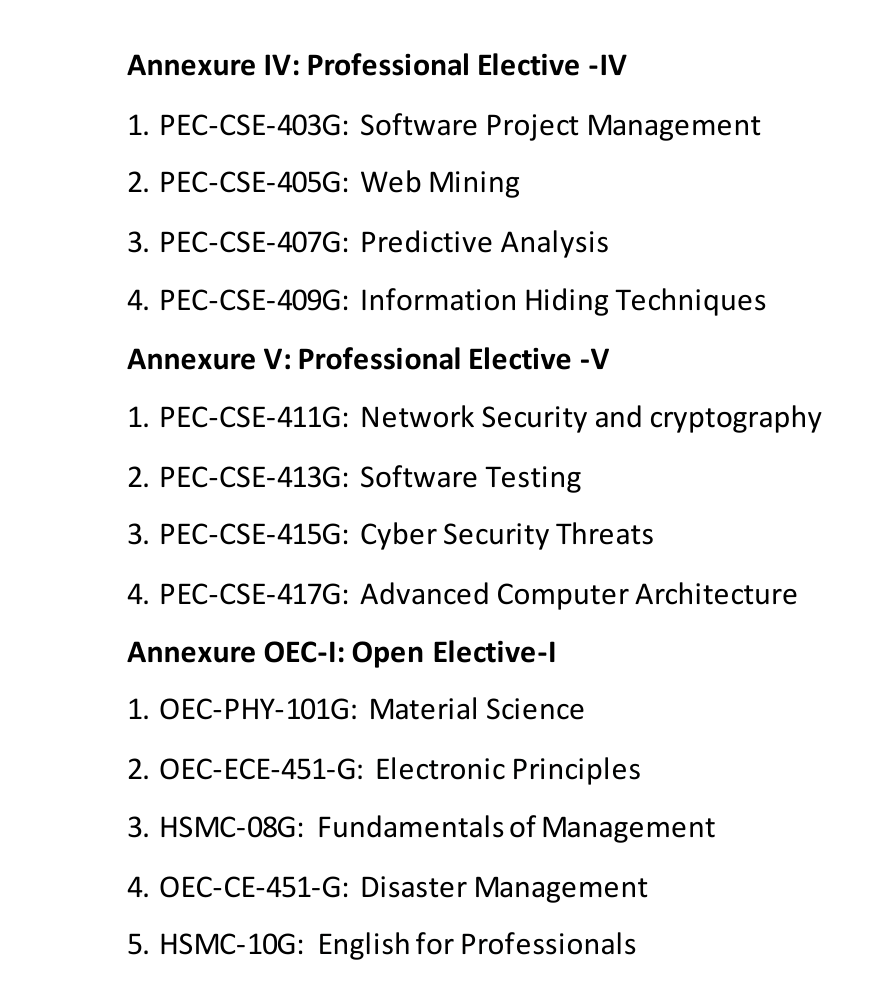 Annexure IV: Professional Elective -IV
1. PEC-CSE-403G: Software Project Management
2. PEC-CSE-405G: Web Mining
3. PEC-CSE-407G: Predictive Analysis
4. PEC-CSE-409G: Information Hiding Techniques
Annexure V: Professional Elective -V
1. PEC-CSE-411G: Network Security and cryptography
2. PEC-CSE-413G: Software Testing
3. PEC-CSE-415G: Cyber Security Threats
4. PEC-CSE-417G: Advanced Computer Architecture
Annexure OEC-I: Open Elective-I
1. OEC-PHY-101G: Material Science
2. OEC-ECE-451-G: Electronic Principles
3. HSMC-08G: Fundamentals of Management
4. OEC-CE-451-G: Disaster Management
5. HSMC-10G: English for Professionals